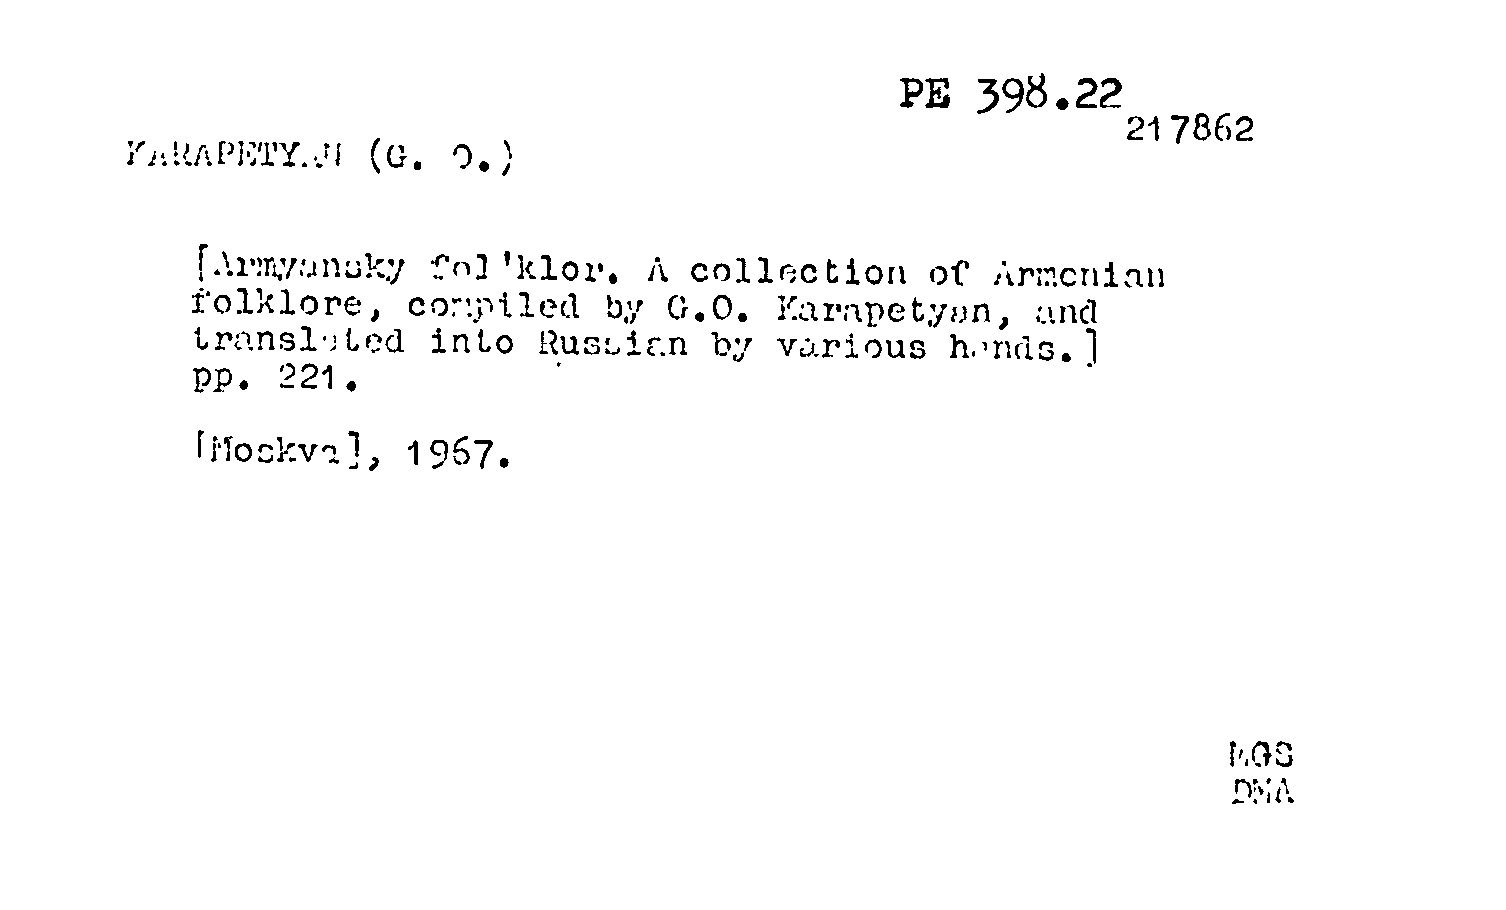 PE 398.22
217862
KARAPETYAN (G. O.)
[Armyansky fol'klor. A collection of Armenian
folklore, compiled by G.O. Karapetyan, and
translated into Russian by various hands.]
pp. 221.
[Moskva], 1967.
DMA